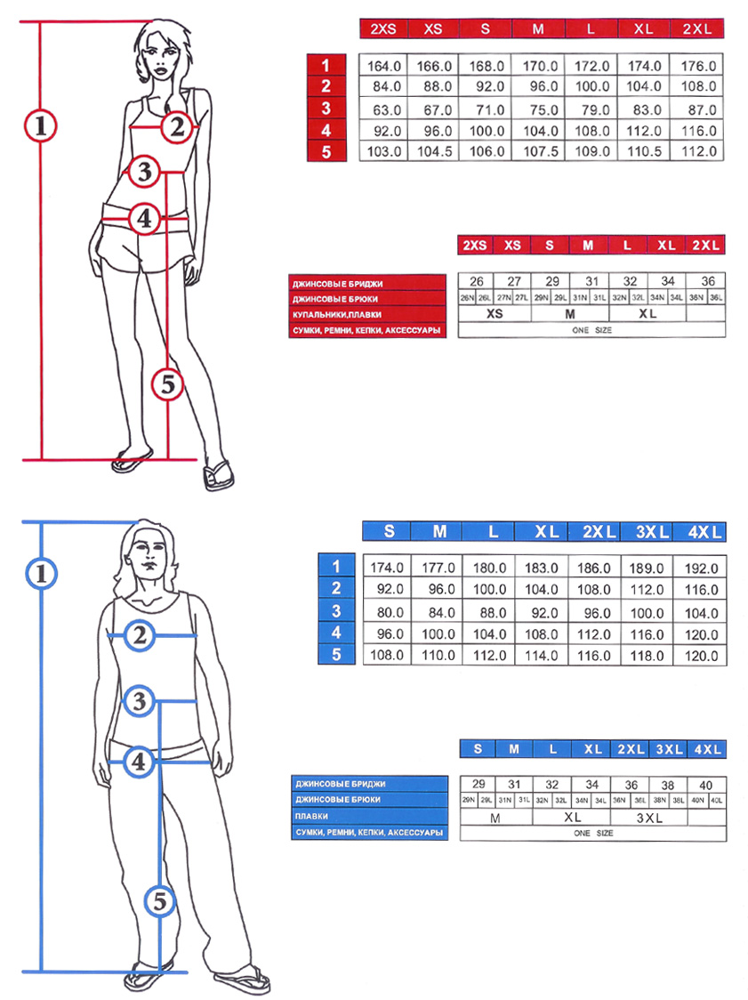 2XS XS S M L XL 2XL
1 164.0 166.0 168.0 170.0 172.0 174.0 176.0
2 84.0 88.0 92.0 96.0 100.0 104.0 108.0
3 63.0 67.0 71.0 75.0 79.0 83.0 87.0
4 92.0 96.0 100.0 104.0 108.0 112.0 116.0
5 103.0 104.5 106.0 107.5 109.0 110.5 112.0
1
2
3
4
5
2XS XS S M L XL 2XL
ДЖИНСОВЫЕ БРИДЖИ 26 27 29 31 32 34 36
ДЖИНСОВЫЕ БРЮКИ 26N 26L 27N 27L 29N 29L 31N 31L 32N 32L 34N 34L 36N 36L
КУПАЛЬНИКИ,ПЛАВКИ XS M XL
СУМКИ, РЕМНИ, КЕПКИ, АКСЕССУАРЫ ONE SIZE
S M L XL 2XL 3XL 4XL
1 174.0 177.0 180.0 183.0 186.0 189.0 192.0
2 92.0 96.0 100.0 104.0 108.0 112.0 116.0
3 80.0 84.0 88.0 92.0 96.0 100.0 104.0
4 96.0 100.0 104.0 108.0 112.0 116.0 120.0
5 108.0 110.0 112.0 114.0 116.0 118.0 120.0
1
2
3
4
5
S M L XL 2XL 3XL 4XL
ДЖИНСОВЫЕ БРИДЖИ 29 31 32 34 36 38 40
ДЖИНСОВЫЕ БРЮКИ 29N 29L 31N 31L 32N 32L 34N 34L 36N 36L 38N 38L 40N 40L
ПЛАВКИ M XL 3XL
СУМКИ, РЕМНИ, КЕПКИ, АКСЕССУАРЫ ONE SIZE